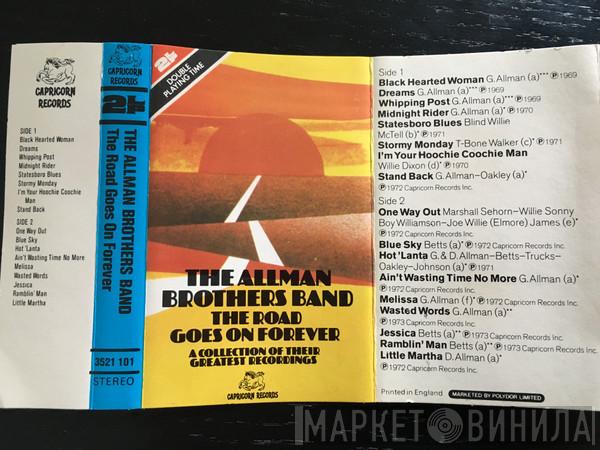 CAPRICORN
RECORDS
SIDE 1
Black Hearted Woman
Dreams
Whipping Post
Midnight Rider
Statesboro Blues
Stormy Monday
I'm Your Hoochie Coochie
Man
Stand Back
SIDE 2
One Way Out
Blue Sky
Hot 'Lanta
Ain't Wasting Time No More
Melissa
Wasted Words
Jessica
Ramblin' Man
Little Martha
CAPRICORN
RECORDS
THE ALLMAN BROTHERS BAND
The Road Goes On Forever
3521 101
STEREO
DOUBLE
PLAYING TIME
THE ALLMAN
BROTHERS BAND
THE ROAD
GOES ON FOREVER
A COLLECTION OF THEIR
GREATEST RECORDINGS
CAPRICORN RECORDS
Side 1
Black Hearted Woman G. Allman (a)*** ℗1969
Dreams G. Allman (a)*** ℗1969
Whipping Post G. Allman (a)*** ℗1969
Midnight Rider G. Allman (a)* ℗1970
Statesboro Blues Blind Willie
McTell (b)* ℗1971
Stormy Monday T-Bone Walker (c)* ℗1971
I'm Your Hoochie Coochie Man
Willie Dixon (d)* ℗1970
Stand Back G. Allman–Oakley (a)*
℗1972 Capricorn Records Inc.
Side 2
One Way Out Marshall Sehorn–Willie Sonny
Boy Williamson–Joe Willie (Elmore) James (e)*
℗1972 Capricorn Records Inc.
Blue Sky Betts (a)* ℗1972 Capricorn Records Inc.
Hot 'Lanta G. & D. Allman–Betts–Trucks–
Oakley–Johnson (a)* ℗1971
Ain't Wasting Time No More G. Allman (a)*
℗1972 Capricorn Records Inc.
Melissa G. Allman (f)* ℗1972 Capricorn Records Inc.
Wasted Words G. Allman (a)**
℗1973 Capricorn Records Inc.
Jessica Betts (a)** ℗1973 Capricorn Records Inc.
Ramblin' Man Betts (a)** ℗1973 Capricorn Records Inc.
Little Martha D. Allman (a)*
℗1972 Capricorn Records Inc.
Printed in England
MARKETED BY POLYDOR LIMITED
МАРКЕТВИНИЛА